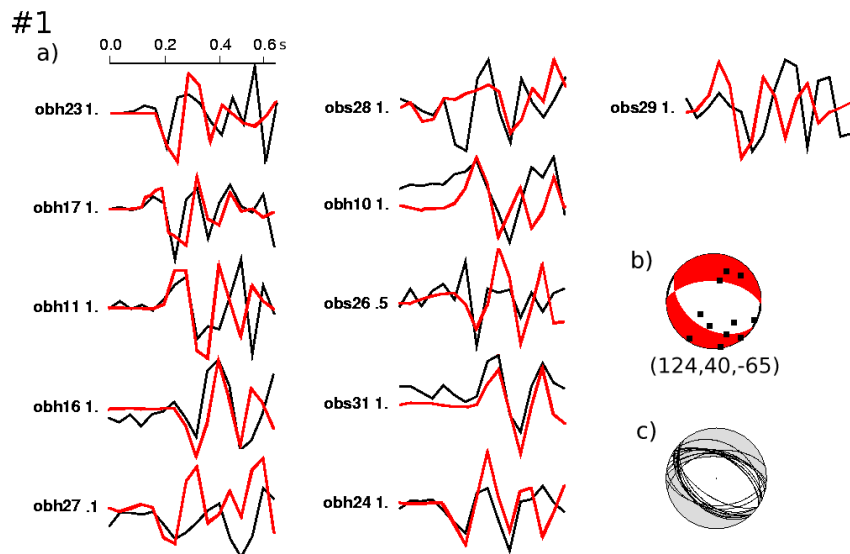 #1
a)
0.0 0.2 0.4 0.6 s
obh23 1.
obh17 1.
obh11 1.
obh16 1.
obh27 .1
obs28 1.
obh10 1.
obs26 .5
obs31 1.
obh24 1.
obs29 1.
b)
(124,40,-65)
c)